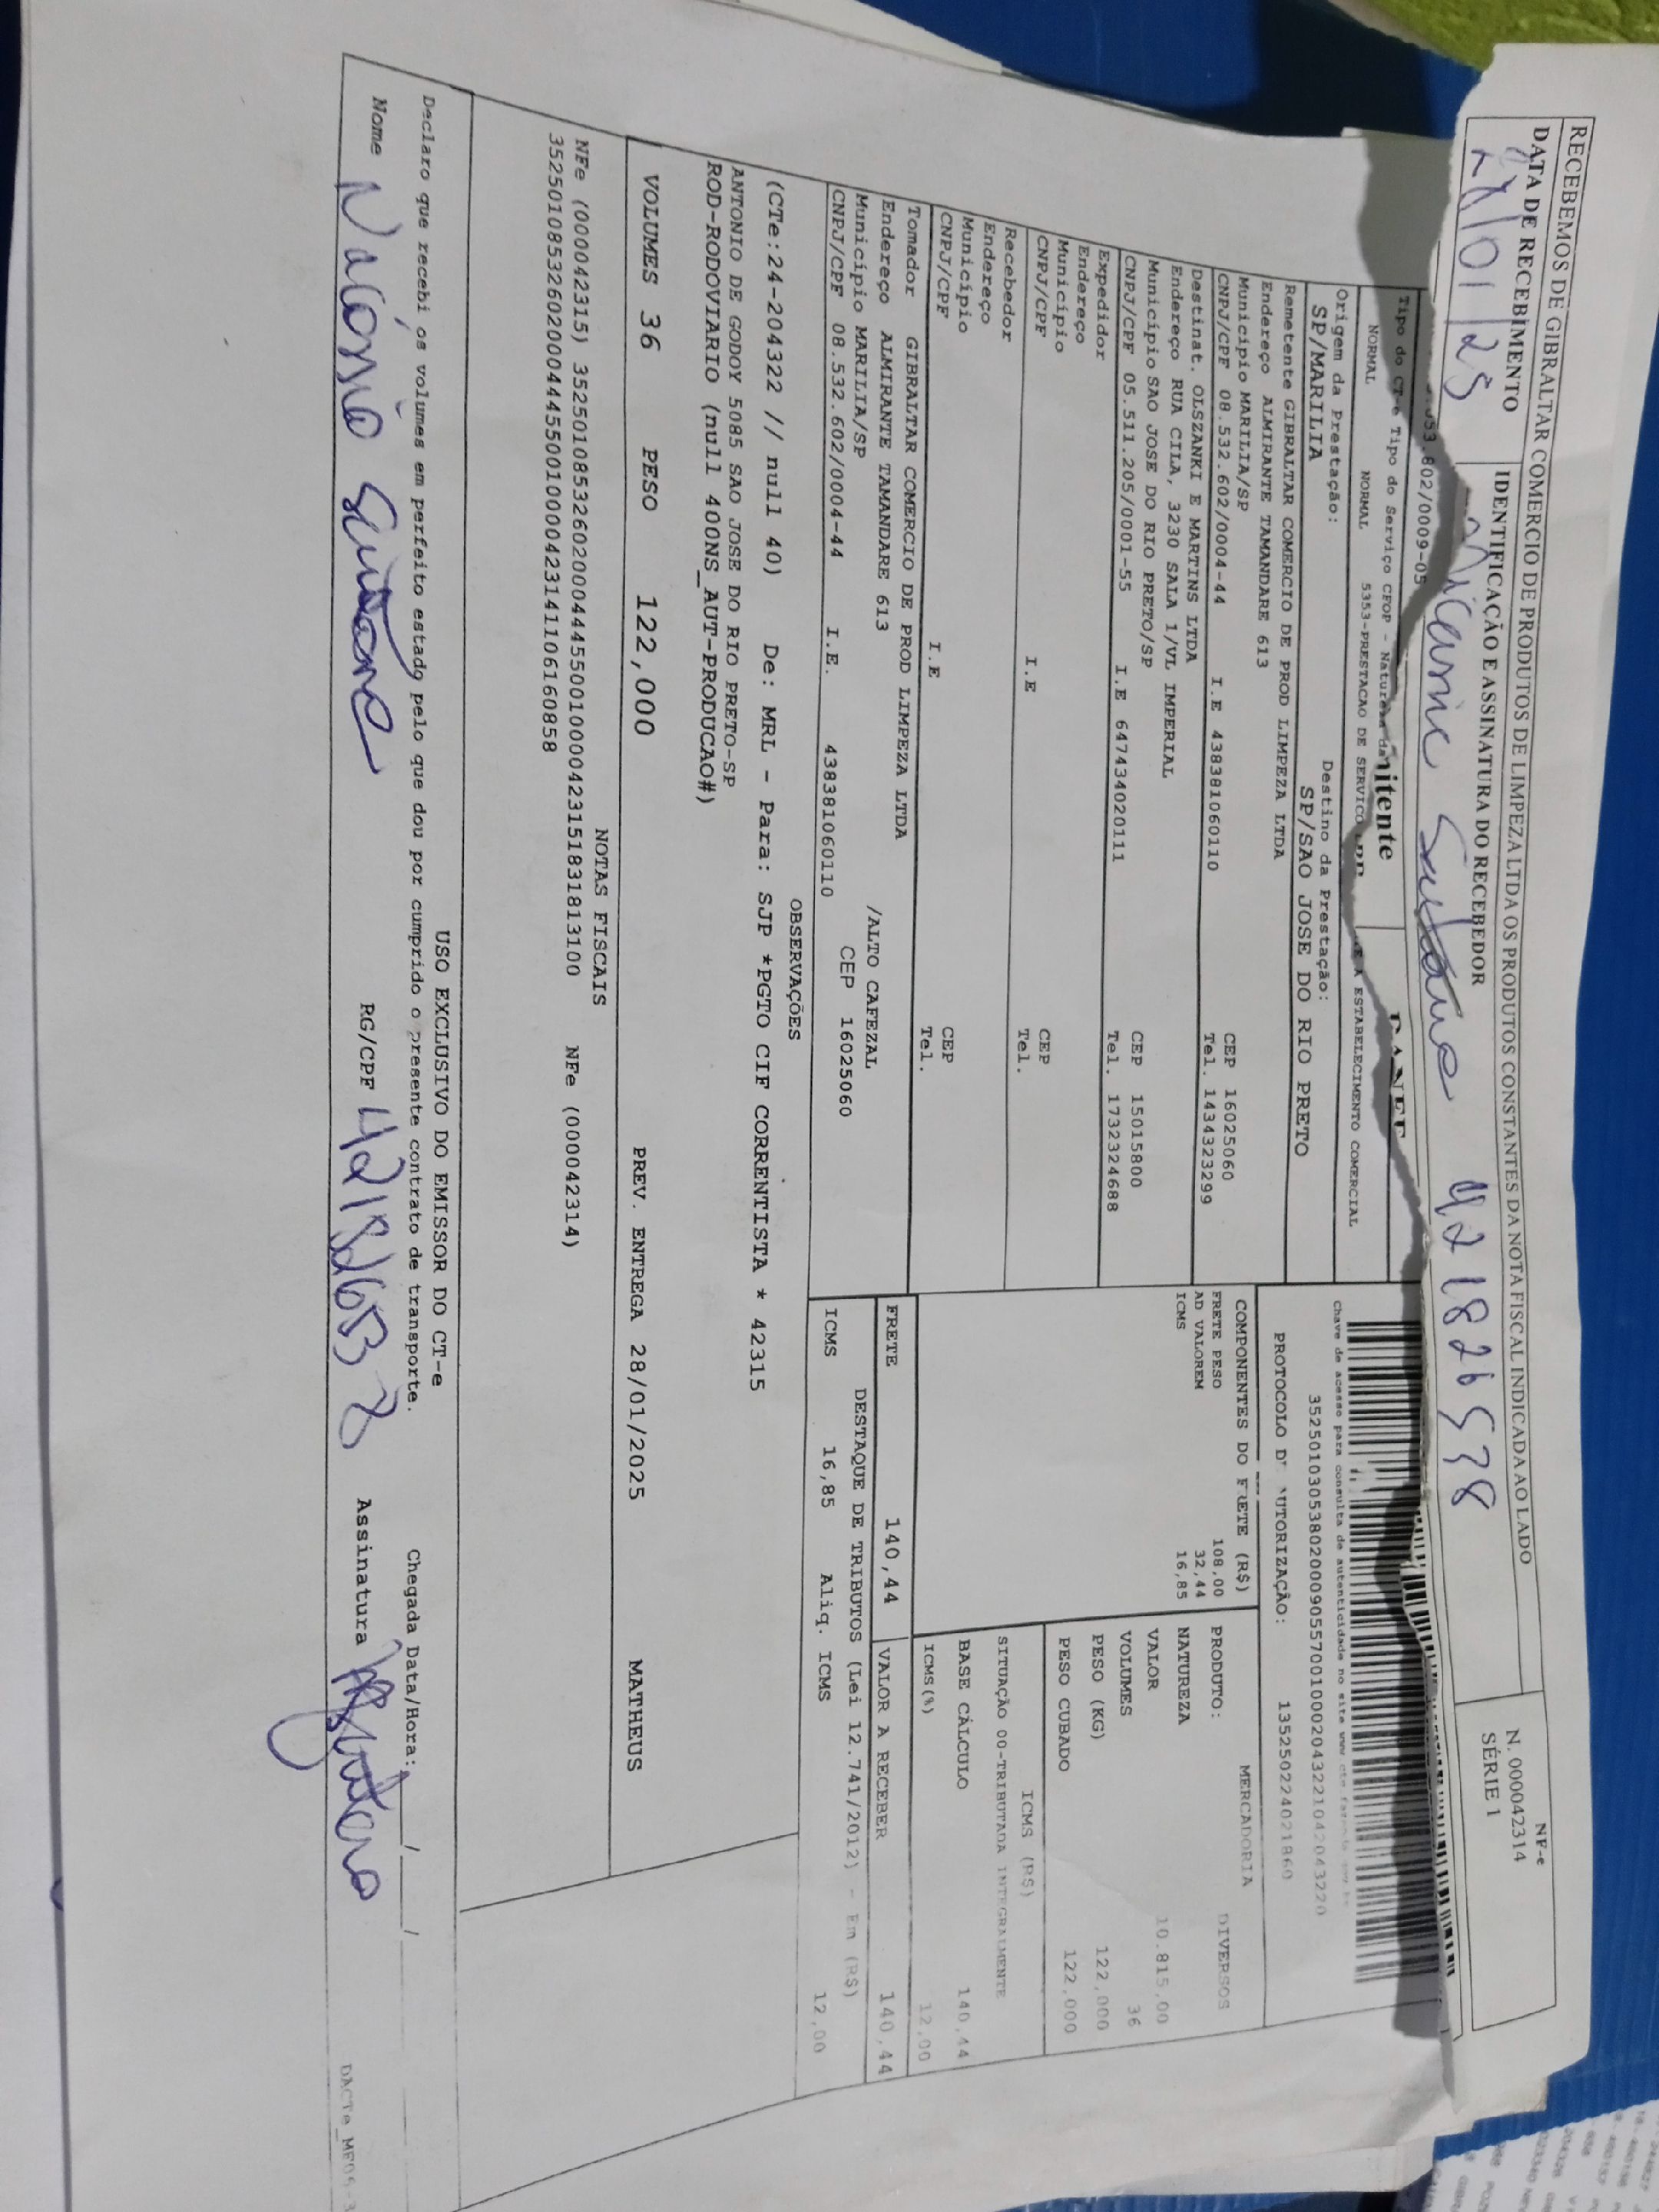 RECEBEMOS DE GIBRALTAR COMERCIO DE PRODUTOS DE LIMPEZA LTDA OS PRODUTOS CONSTANTES DA NOTA FISCAL INDICADA AO LADO
DATA DE RECEBIMENTO
IDENTIFICAÇÃO E ASSINATURA DO RECEBEDOR
NF-e
N. 000042314
SÉRIE 1
/01/25
421826578
602/0009-05
nitente
Tipo do CT-e Tipo do Serviço CFOP - Natureza da
NORMAL NORMAL 5353-PRESTACAO DE SERVICO A ESTABELECIMENTO COMERCIAL
Chave de acesso para consulta de autenticidade no site www
Origem da Prestação: Destino da Prestação:
SP/MARILIA SP/SAO JOSE DO RIO PRETO
PROTOCOLO AUTORIZAÇÃO: 135250224021860
Remetente GIBRALTAR COMERCIO DE PROD LIMPEZA LTDA
Endereço ALMIRANTE TAMANDARE 613
Município MARILIA/SP CEP 16025060
CNPJ/CPF 08.532.602/0004-44 I.E 438381060110 Tel. 1434323299
Destinat. OLSZANKI E MARTINS LTDA
Endereço RUA CILA, 3230 SALA 1/VL IMPERIAL
Município SAO JOSE DO RIO PRETO/SP CEP 15015800
CNPJ/CPF 05.511.205/0001-55 I.E 647434020111 Tel. 1732324688
Expedidor
Endereço
Município CEP
CNPJ/CPF I.E Tel.
Recebedor
Endereço
Município CEP
CNPJ/CPF I.E Tel.
Tomador GIBRALTAR COMERCIO DE PROD LIMPEZA LTDA
Endereço ALMIRANTE TAMANDARE 613 /ALTO CAFEZAL
Município MARILIA/SP CEP 16025060
CNPJ/CPF 08.532.602/0004-44 I.E. 438381060110
COMPONENTES DO FRETE (R$)
FRETE PESO 108,00
AD VALOREM 32,44
ICMS 16,85
MERCADORIA
PRODUTO: DIVERSOS
NATUREZA
VALOR 10.815,00
VOLUMES 36
PESO (KG) 122,000
PESO CUBADO 122,000
ICMS (R$)
SITUAÇÃO 00-TRIBUTADA INTEGRALMENTE
BASE CÁLCULO 140,44
ICMS(%) 12,00
FRETE 140,44 VALOR A RECEBER 140,44
DESTAQUE DE TRIBUTOS (Lei 12.741/2012) - Em (R$)
ICMS 16,85 Aliq. ICMS 12,00
OBSERVAÇÕES
(CTe:24-204322 // null 40) De: MRL - Para: SJP *PGTO CIF CORRENTISTA * 42315
ANTONIO DE GODOY 5085 SAO JOSE DO RIO PRETO-SP
ROD-RODOVIARIO (null 400NS_AUT-PRODUCAO#)
VOLUMES 36 PESO 122,000 PREV. ENTREGA 28/01/2025 MATHEUS
NOTAS FISCAIS
NFe (000042315) 35250108532602000444550010000423151831813100 NFe (000042314)
35250108532602000444550010000423141106160858
USO EXCLUSIVO DO EMISSOR DO CT-e
Declaro que recebi os volumes em perfeito estado pelo que dou por cumprido o presente contrato de transporte. Chegada Data/Hora: / /
Nome RG/CPF Assinatura